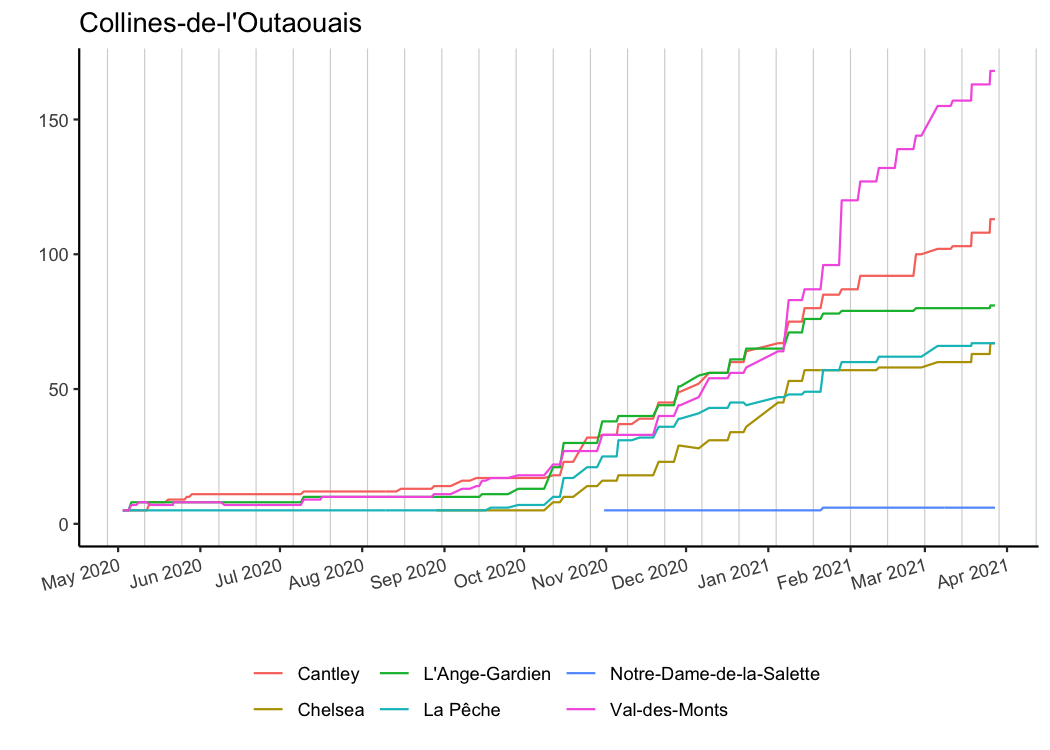 Collines-de-l'Outaouais
150
100
50
0
May 2020 Jun 2020 Jul 2020 Aug 2020 Sep 2020 Oct 2020 Nov 2020 Dec 2020 Jan 2021 Feb 2021 Mar 2021 Apr 2021
Cantley L'Ange-Gardien Notre-Dame-de-la-Salette
Chelsea La Pêche Val-des-Monts